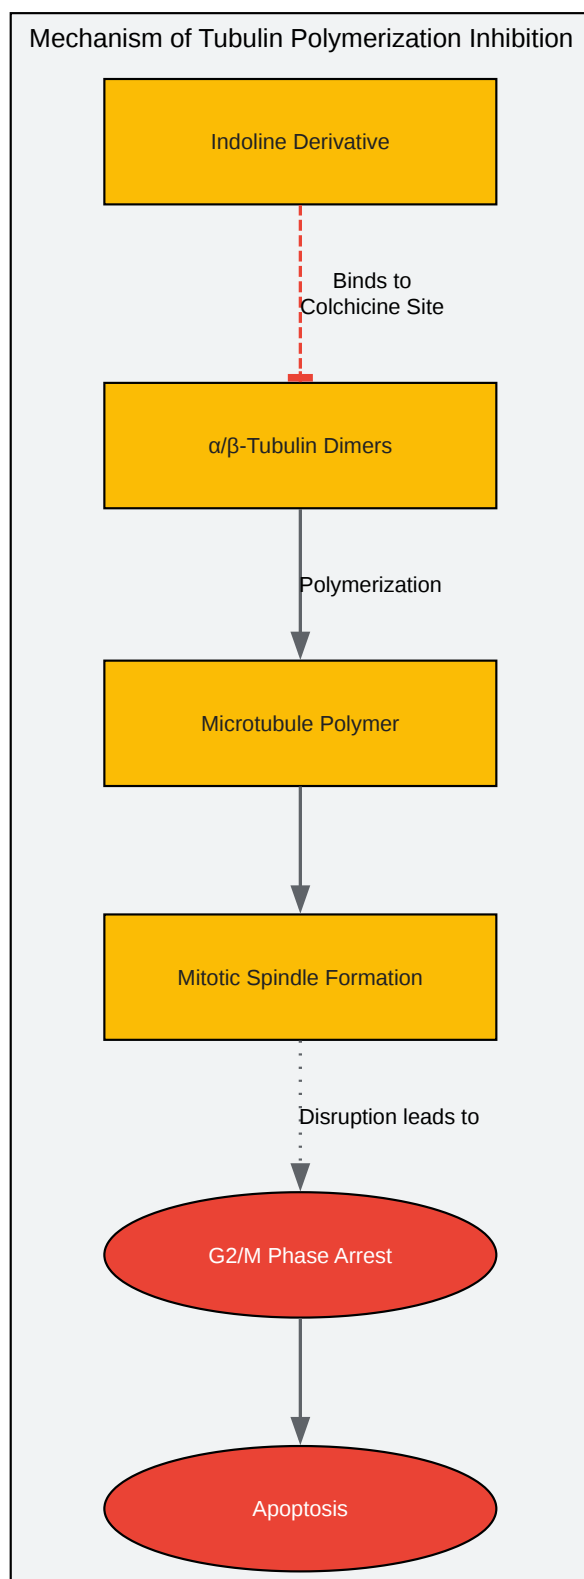 Mechanism of Tubulin Polymerization Inhibition
Indoline Derivative
Binds to
Colchicine Site
α/β-Tubulin Dimers
Polymerization
Microtubule Polymer
Mitotic Spindle Formation
Disruption leads to
G2/M Phase Arrest
Apoptosis